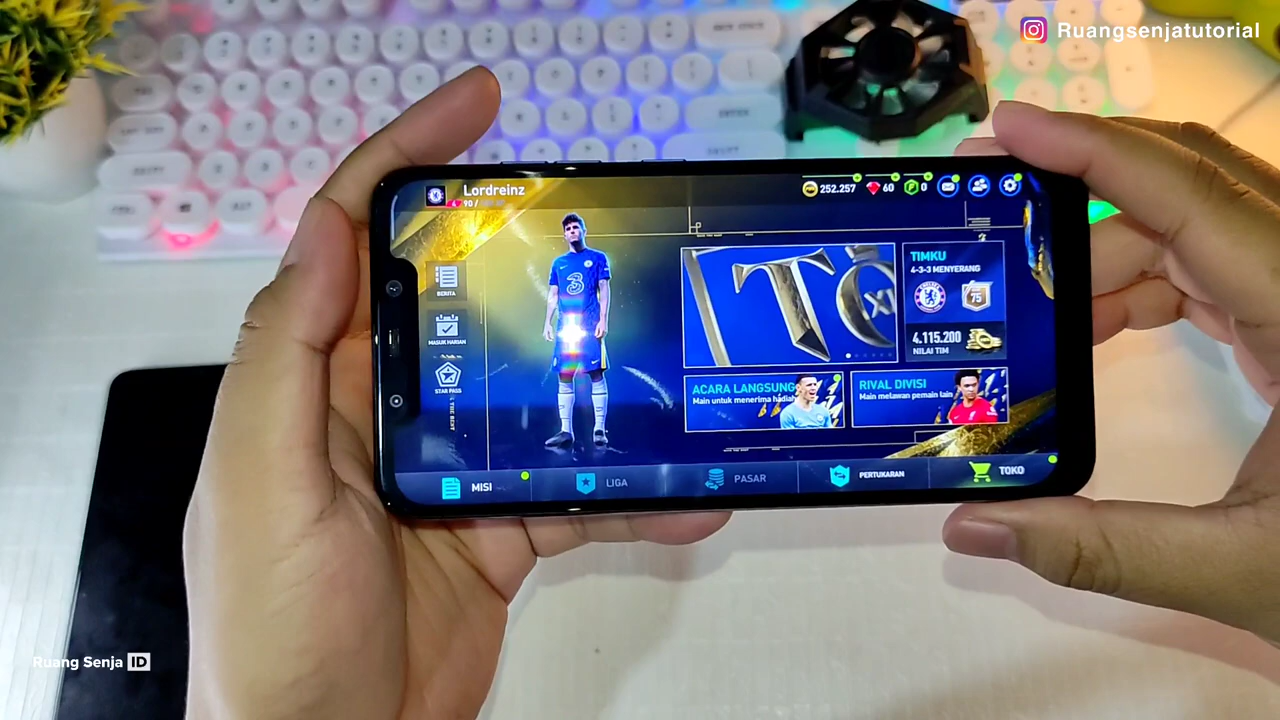 Ruangsenjatutorial
Lordreinz
90 /
252.257
60
0
BERITA
MASUK HARIAN
STAR PASS
3
T
XI
TIMKU
4-3-3 MENYERANG
75
4.115.200
NILAI TIM
ACARA LANGSUNG
Main untuk menerima hadiah
RIVAL DIVISI
Main melawan pemain lain
MISI
LIGA
PASAR
PERTUKARAN
TOKO
Ruang Senja ID